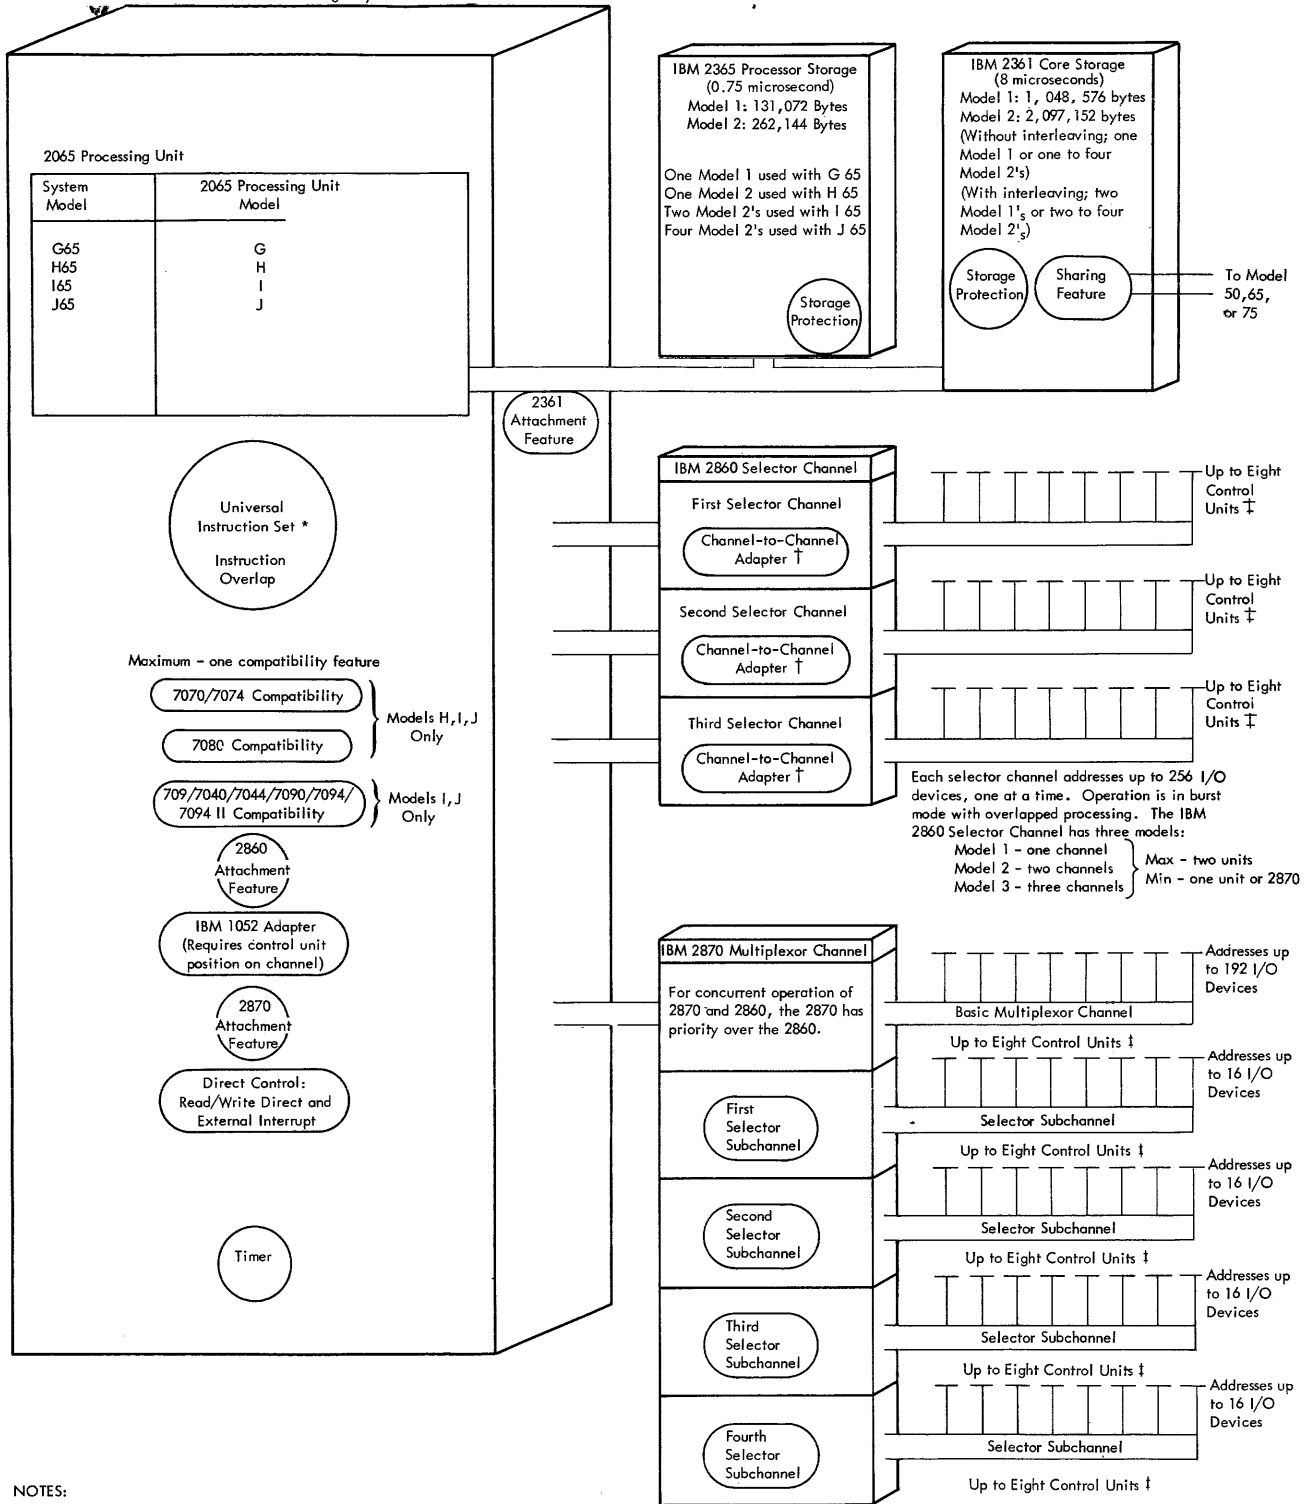 2065 Processing Unit
System Model
2065 Processing Unit Model
G65 G
H65 H
I65 I
J65 J
Universal
Instruction Set *
Instruction
Overlap
Maximum - one compatibility feature
7070/7074 Compatibility
7080 Compatibility
Models H,I,J
Only
709/7040/7044/7090/7094/
7094 II Compatibility
Models I,J
Only
2860
Attachment
Feature
IBM 1052 Adapter
(Requires control unit
position on channel)
2870
Attachment
Feature
Direct Control:
Read/Write Direct and
External Interrupt
Timer
2361
Attachment
Feature
IBM 2365 Processor Storage
(0.75 microsecond)
Model 1: 131,072 Bytes
Model 2: 262,144 Bytes
One Model 1 used with G 65
One Model 2 used with H 65
Two Model 2's used with I 65
Four Model 2's used with J 65
Storage
Protection
IBM 2361 Core Storage
(8 microseconds)
Model 1: 1, 048, 576 bytes
Model 2: 2,097,152 bytes
(Without interleaving; one
Model 1 or one to four
Model 2's)
(With interleaving; two
Model 1's or two to four
Model 2's)
Storage
Protection
Sharing
Feature
To Model
50,65,
or 75
IBM 2860 Selector Channel
First Selector Channel
Channel-to-Channel
Adapter †
Up to Eight
Control
Units ‡
Second Selector Channel
Channel-to-Channel
Adapter †
Up to Eight
Control
Units ‡
Third Selector Channel
Channel-to-Channel
Adapter †
Up to Eight
Control
Units ‡
Each selector channel addresses up to 256 I/O
devices, one at a time. Operation is in burst
mode with overlapped processing. The IBM
2860 Selector Channel has three models:
Model 1 - one channel
Model 2 - two channels
Model 3 - three channels
Max - two units
Min - one unit or 2870
IBM 2870 Multiplexor Channel
For concurrent operation of
2870 and 2860, the 2870 has
priority over the 2860.
Addresses up
to 192 I/O
Devices
Basic Multiplexor Channel
Up to Eight Control Units ‡
First
Selector
Subchannel
Addresses up
to 16 I/O
Devices
Selector Subchannel
Up to Eight Control Units ‡
Second
Selector
Subchannel
Addresses up
to 16 I/O
Devices
Selector Subchannel
Up to Eight Control Units ‡
Third
Selector
Subchannel
Addresses up
to 16 I/O
Devices
Selector Subchannel
Up to Eight Control Units ‡
Fourth
Selector
Subchannel
Addresses up
to 16 I/O
Devices
Selector Subchannel
Up to Eight Control Units ‡
NOTES: